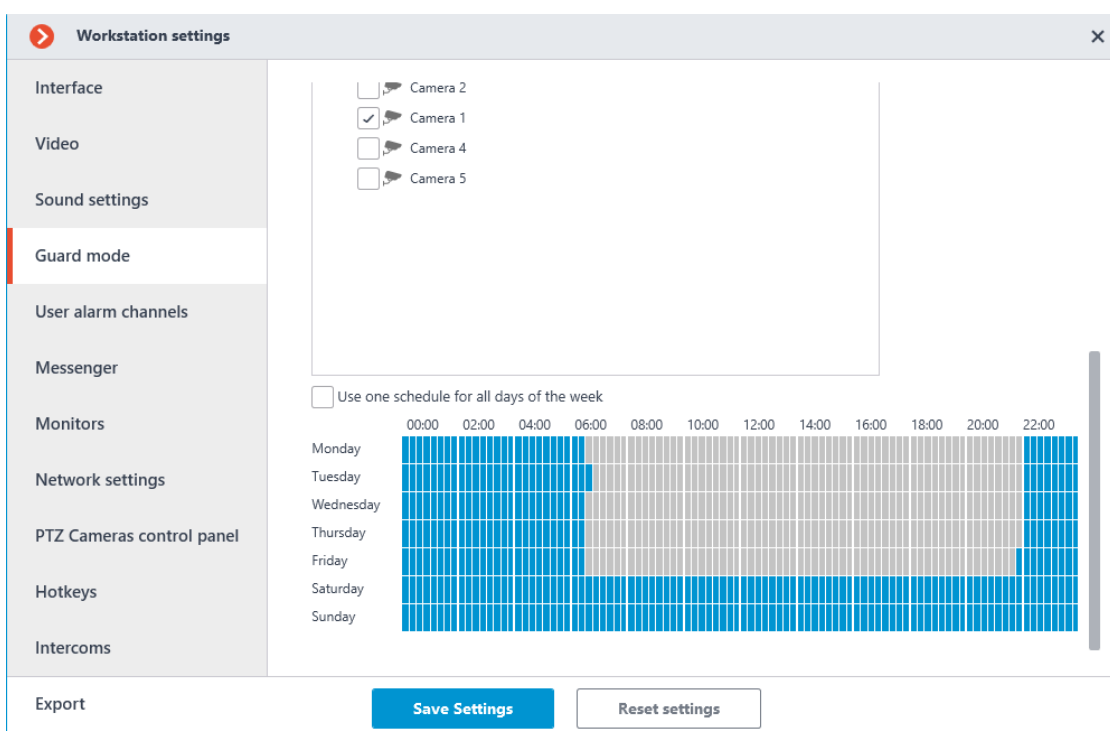 Workstation settings
Interface
Video
Sound settings
Guard mode
User alarm channels
Messenger
Monitors
Network settings
PTZ Cameras control panel
Hotkeys
Intercoms
Export
Camera 2
Camera 1
Camera 4
Camera 5
Use one schedule for all days of the week
00:00 02:00 04:00 06:00 08:00 10:00 12:00 14:00 16:00 18:00 20:00 22:00
Monday
Tuesday
Wednesday
Thursday
Friday
Saturday
Sunday
Save Settings
Reset settings